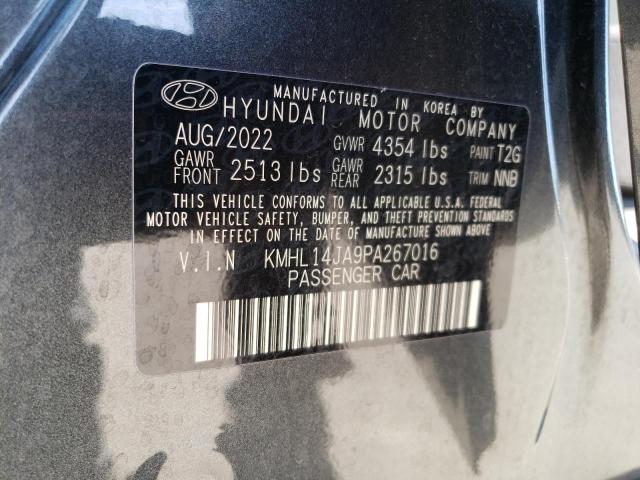 MANUFACTURED IN KOREA BY
HYUNDAI MOTOR COMPANY
AUG/2022 GVWR 4354 lbs PAINT T2G
GAWR FRONT 2513 lbs GAWR REAR 2315 lbs TRIM NNB
THIS VEHICLE CONFORMS TO ALL APPLICABLE U.S.A. FEDERAL
MOTOR VEHICLE SAFETY, BUMPER, AND THEFT PREVENTION STANDARDS
IN EFFECT ON THE DATE OF MANUFACTURE SHOWN ABOVE.
V.I.N KMHL14JA9PA267016
PASSENGER CAR